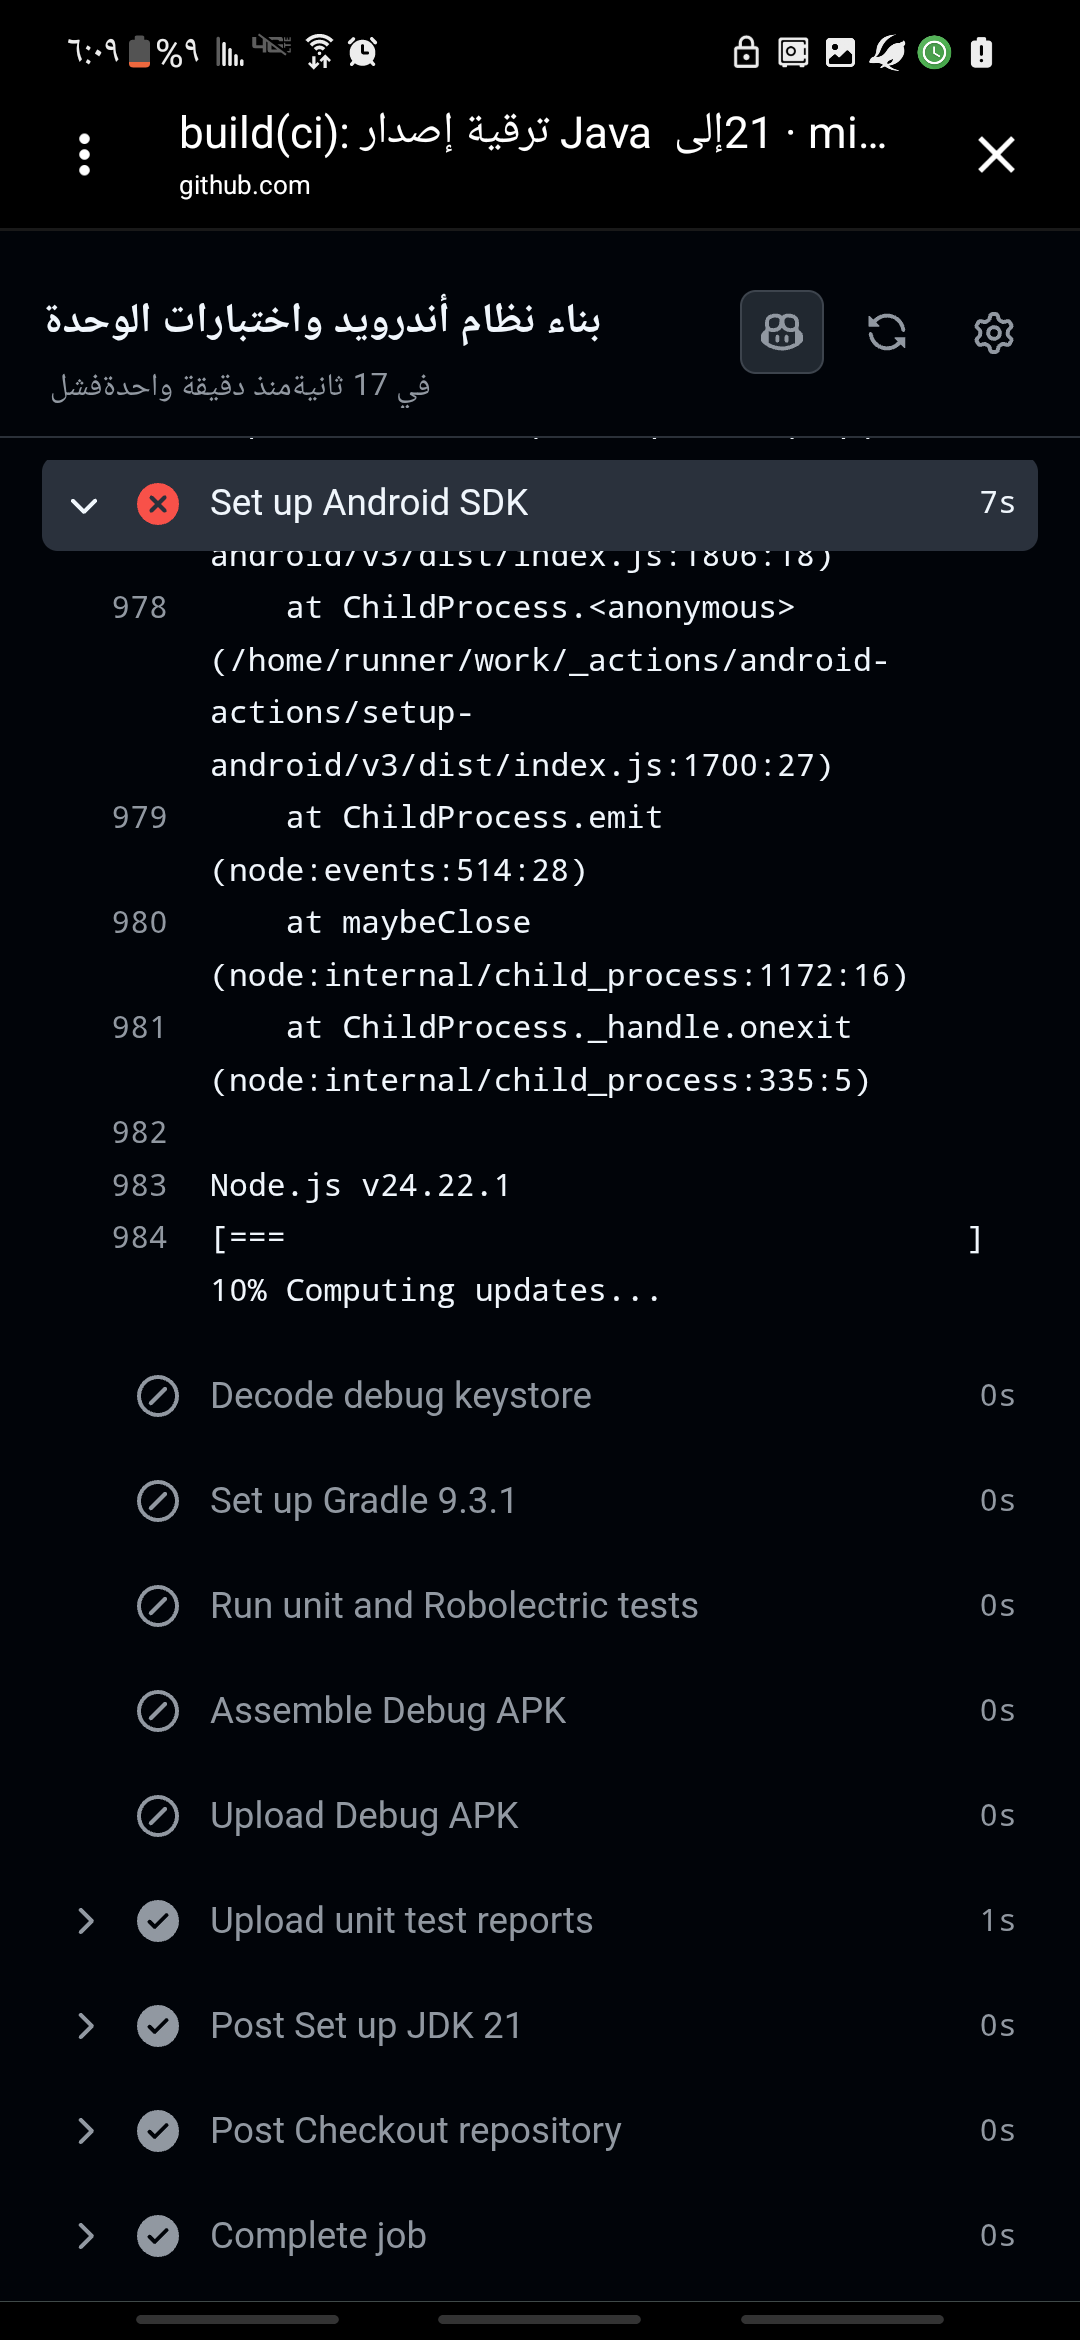 ٦:٠٩ %٩
build(ci): ترقية إصدار Java إلى 21 · mi...
github.com
بناء نظام أندرويد واختبارات الوحدة
فشل منذ دقيقة واحدة في 17 ثانية
Set up Android SDK 7s
android/v3/dist/index.js:1806:18)
978 at ChildProcess.<anonymous>
(/home/runner/work/_actions/android-
actions/setup-
android/v3/dist/index.js:1700:27)
979 at ChildProcess.emit
(node:events:514:28)
980 at maybeClose
(node:internal/child_process:1172:16)
981 at ChildProcess._handle.onexit
(node:internal/child_process:335:5)
982
983 Node.js v24.22.1
984 [=== ]
10% Computing updates...
Decode debug keystore 0s
Set up Gradle 9.3.1 0s
Run unit and Robolectric tests 0s
Assemble Debug APK 0s
Upload Debug APK 0s
Upload unit test reports 1s
Post Set up JDK 21 0s
Post Checkout repository 0s
Complete job 0s